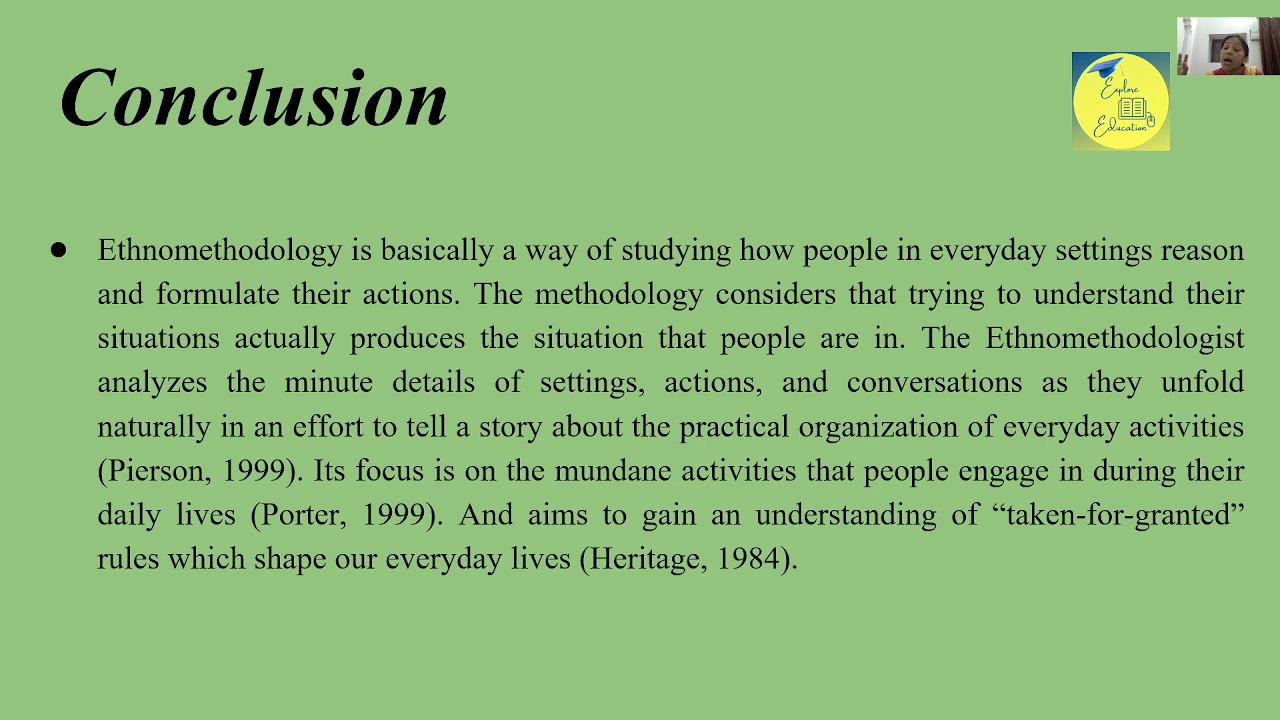 Conclusion
Explore
Education
● Ethnomethodology is basically a way of studying how people in everyday settings reason
and formulate their actions. The methodology considers that trying to understand their
situations actually produces the situation that people are in. The Ethnomethodologist
analyzes the minute details of settings, actions, and conversations as they unfold
naturally in an effort to tell a story about the practical organization of everyday activities
(Pierson, 1999). Its focus is on the mundane activities that people engage in during their
daily lives (Porter, 1999). And aims to gain an understanding of “taken-for-granted”
rules which shape our everyday lives (Heritage, 1984).